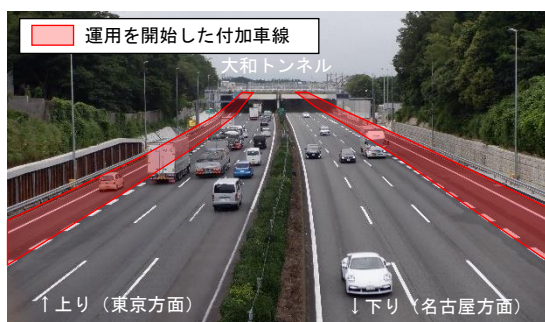 運用を開始した付加車線
大和トンネル
↑上り（東京方面）
↓下り（名古屋方面）